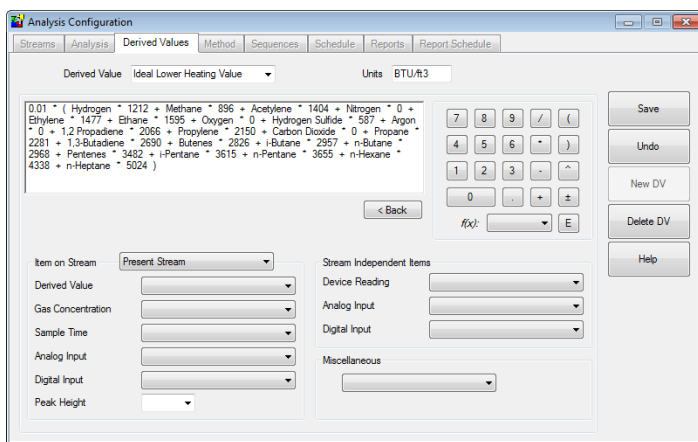 Analysis Configuration
Streams Analysis Derived Values Method Sequences Schedule Reports Report Schedule
Derived Value Ideal Lower Heating Value Units BTU/ft3
0.01 * ( Hydrogen * 1212 + Methane * 896 + Acetylene * 1404 + Nitrogen * 0 +
Ethylene * 1477 + Ethane * 1595 + Oxygen * 0 + Hydrogen Sulfide * 587 + Argon
* 0 + 1,2 Propadiene * 2066 + Propylene * 2150 + Carbon Dioxide * 0 + Propane *
2281 + 1,3-Butadiene * 2690 + Butenes * 2826 + i-Butane * 2957 + n-Butane *
2968 + Pentenes * 3482 + i-Pentane * 3615 + n-Pentane * 3655 + n-Hexane *
4338 + n-Heptane * 5024 )
7 8 9 / (
4 5 6 * )
1 2 3 - ^
0 . + ±
f(x): E
< Back
Save
Undo
New DV
Delete DV
Help
Item on Stream Present Stream
Derived Value
Gas Concentration
Sample Time
Analog Input
Digital Input
Peak Height
Stream Independent Items
Device Reading
Analog Input
Digital Input
Miscellaneous